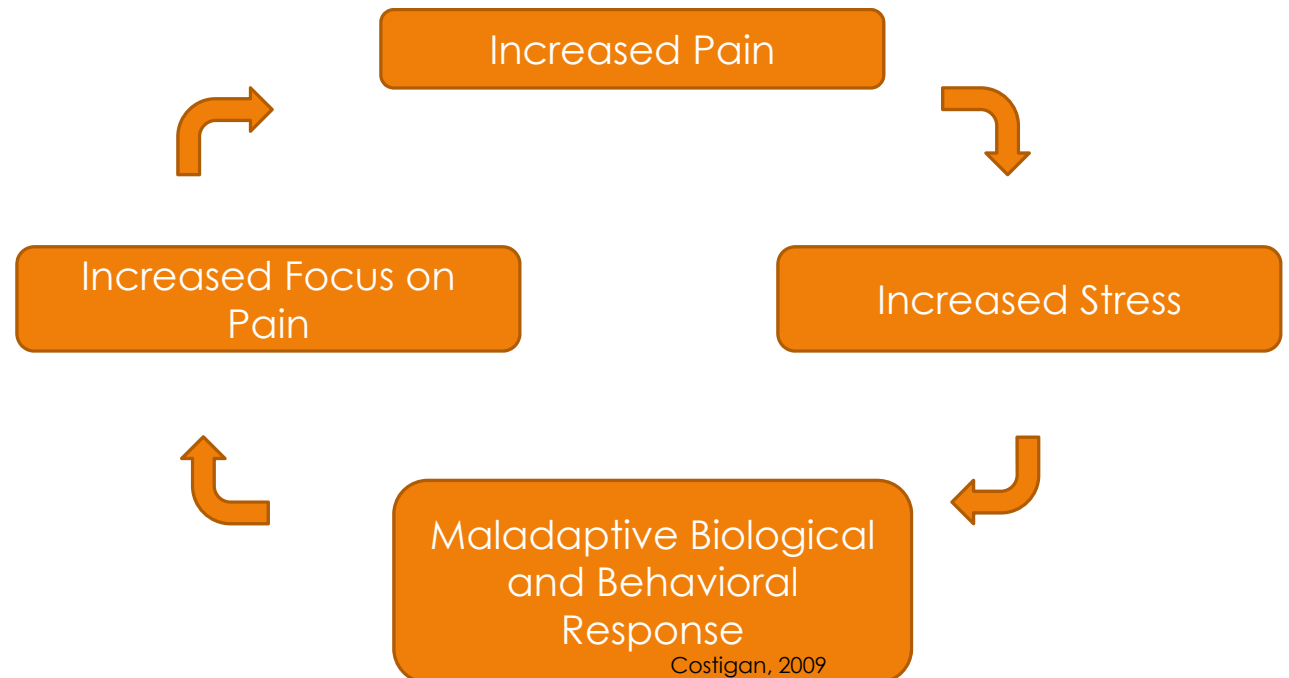 Increased Pain
Increased Focus on
Pain
Increased Stress
Maladaptive Biological
and Behavioral
Response
Costigan, 2009